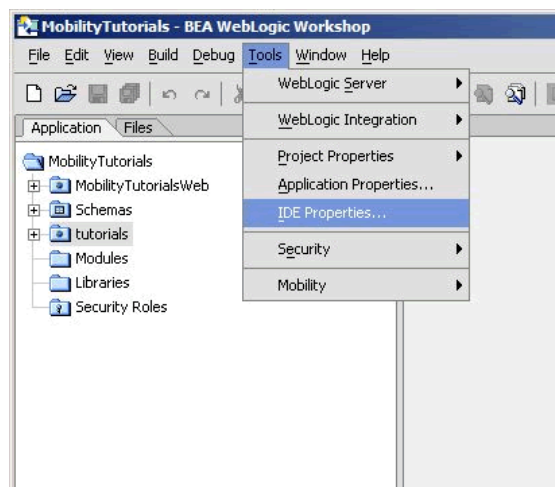 MobilityTutorials - BEA WebLogic Workshop
File Edit View Build Debug Tools Window Help
WebLogic Server
WebLogic Integration
Project Properties
Application Properties...
IDE Properties...
Security
Mobility
Application Files
MobilityTutorials
MobilityTutorialsWeb
Schemas
tutorials
Modules
Libraries
Security Roles